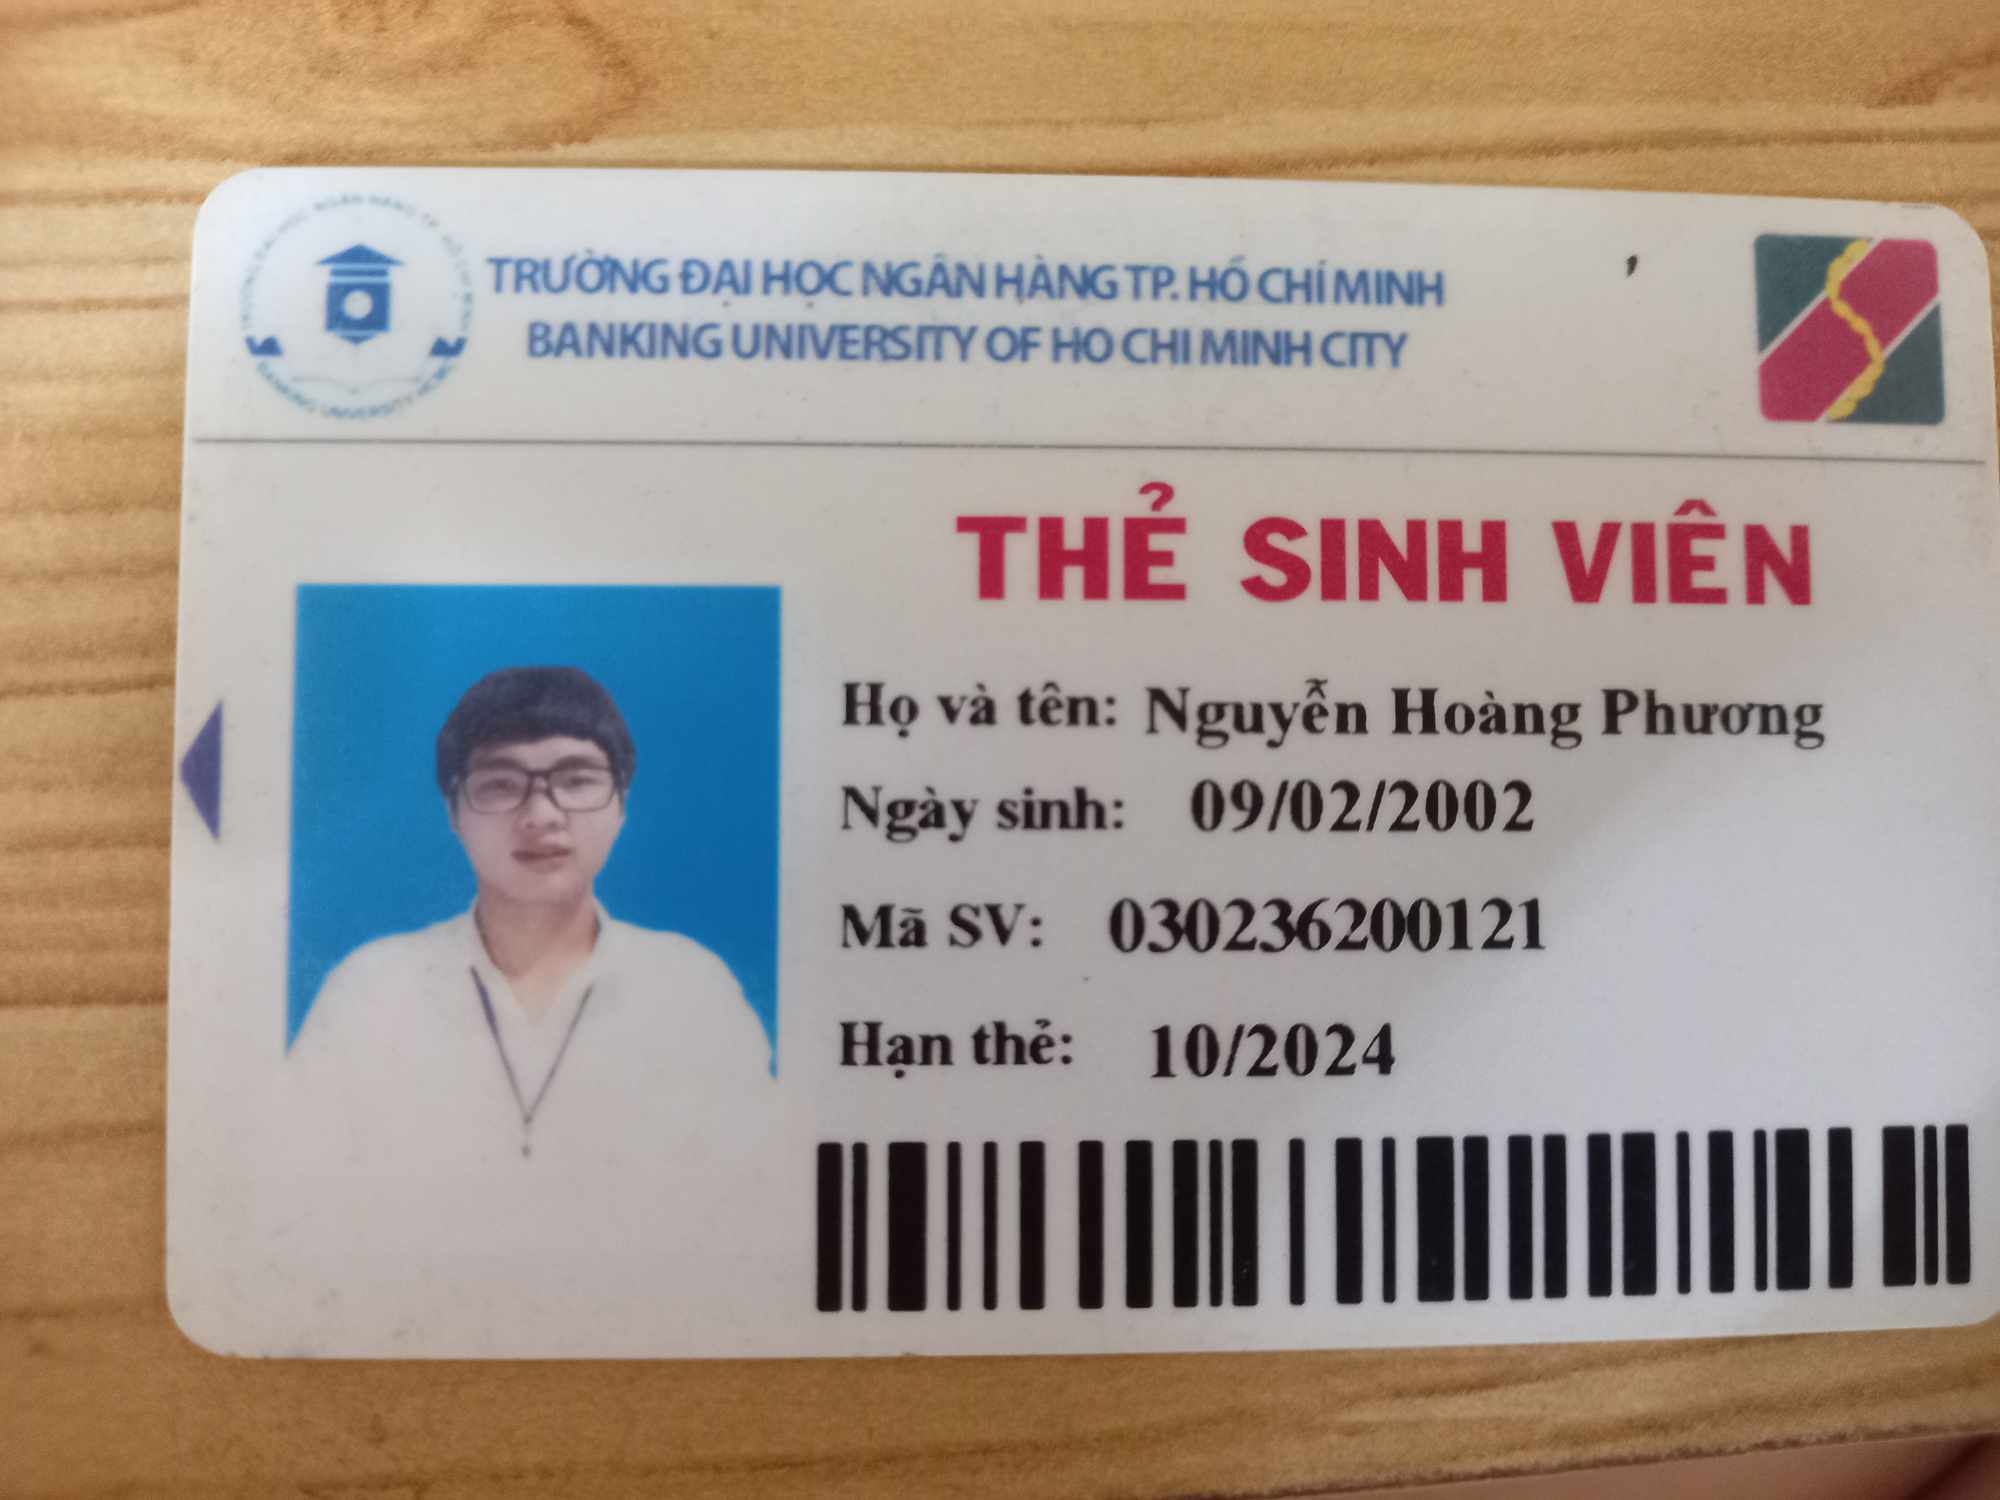 TRƯỜNG ĐẠI HỌC NGÂN HÀNG TP. HỒ CHÍ MINH
BANKING UNIVERSITY OF HO CHI MINH CITY
THẺ SINH VIÊN
Họ và tên: Nguyễn Hoàng Phương
Ngày sinh: 09/02/2002
Mã SV: 030236200121
Hạn thẻ: 10/2024